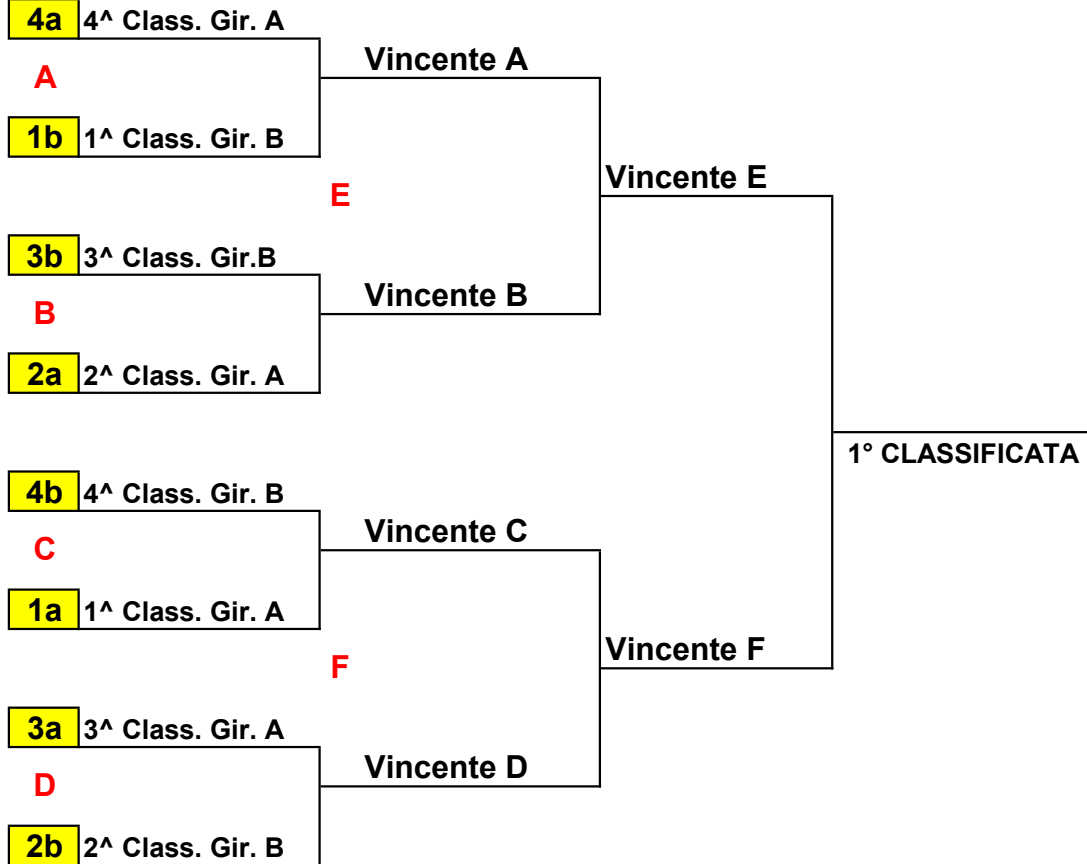 4a 4^ Class. Gir. A
Vincente A
A
1b 1^ Class. Gir. B
Vincente E
E
3b 3^ Class. Gir.B
Vincente B
B
2a 2^ Class. Gir. A
1° CLASSIFICATA
4b 4^ Class. Gir. B
Vincente C
C
1a 1^ Class. Gir. A
Vincente F
F
3a 3^ Class. Gir. A
Vincente D
D
2b 2^ Class. Gir. B